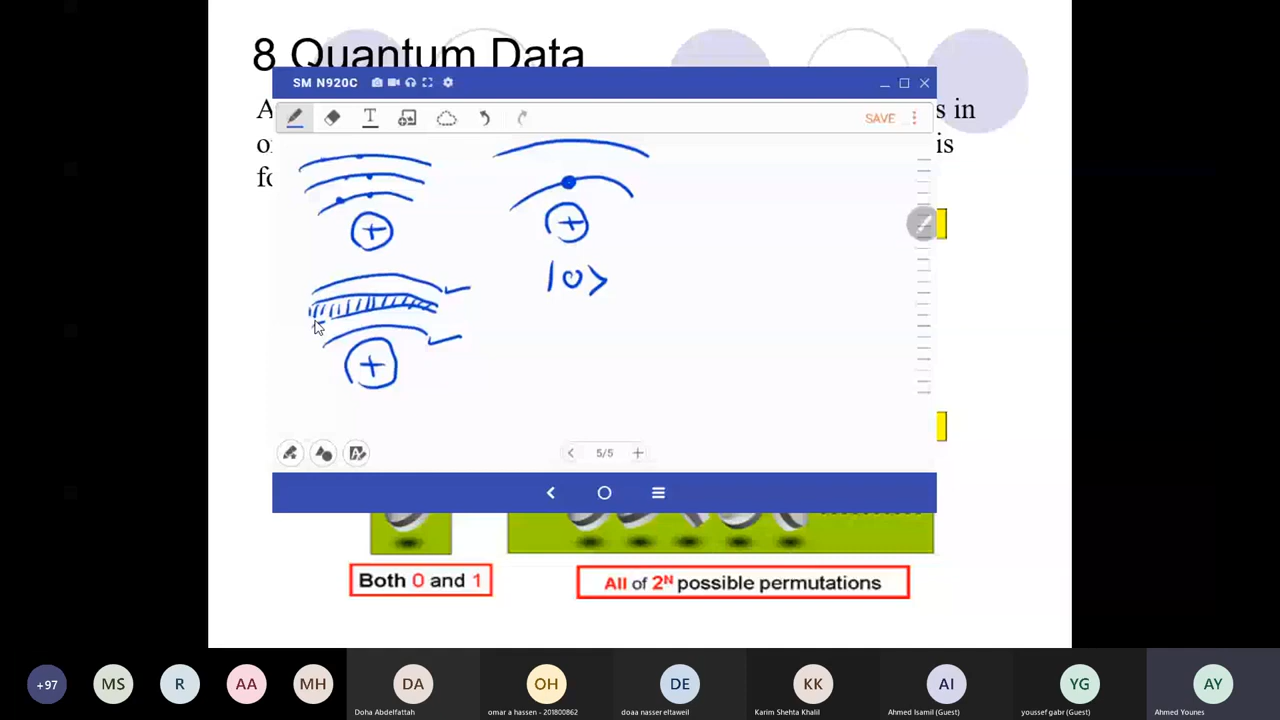 8 Quantum Data
A
s in
is
SM N920C
T
SAVE
+
+
|0>
+
5/5
Both 0 and 1
All of 2ᴺ possible permutations
+97
MS
R
AA
MH
DA
OH
DE
KK
AI
YG
AY
Doha Abdelfattah
omar a hassen - 201800862
doaa nasser eltaweil
Karim Shehta Khalil
Ahmed Isamil (Guest)
youssef gabr (Guest)
Ahmed Younes